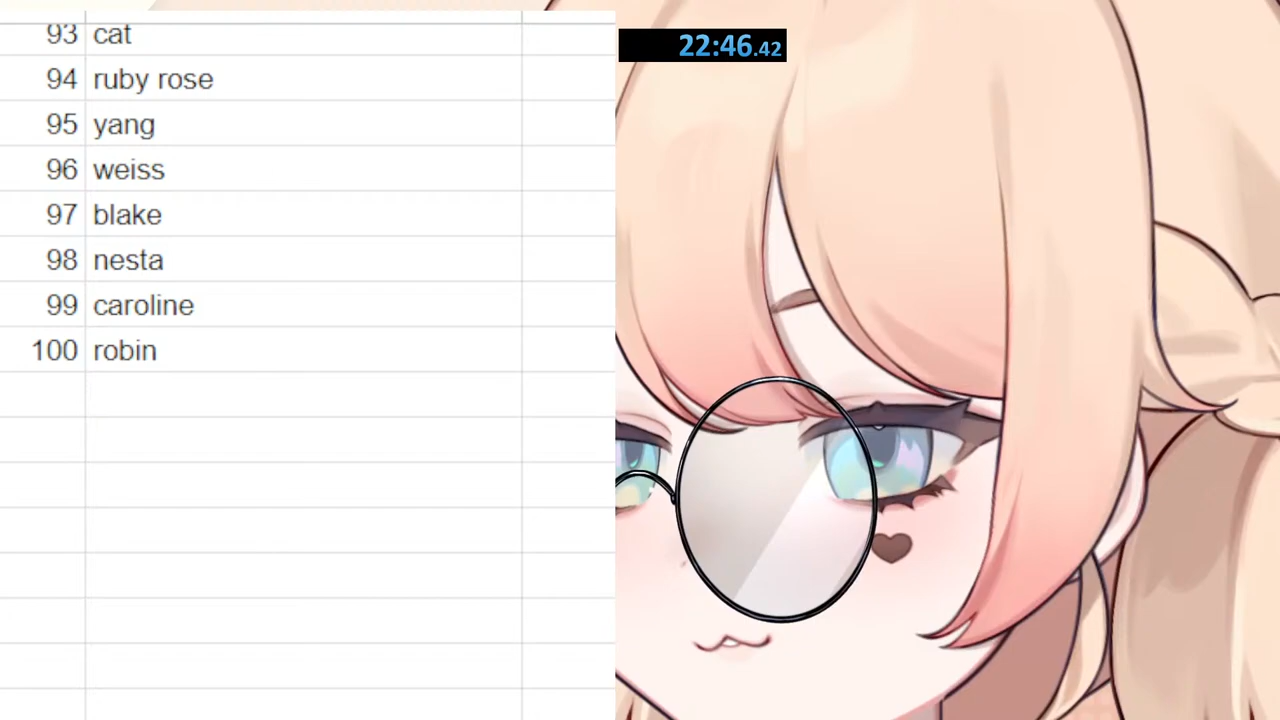 93 cat
94 ruby rose
95 yang
96 weiss
97 blake
98 nesta
99 caroline
100 robin
22:46.42